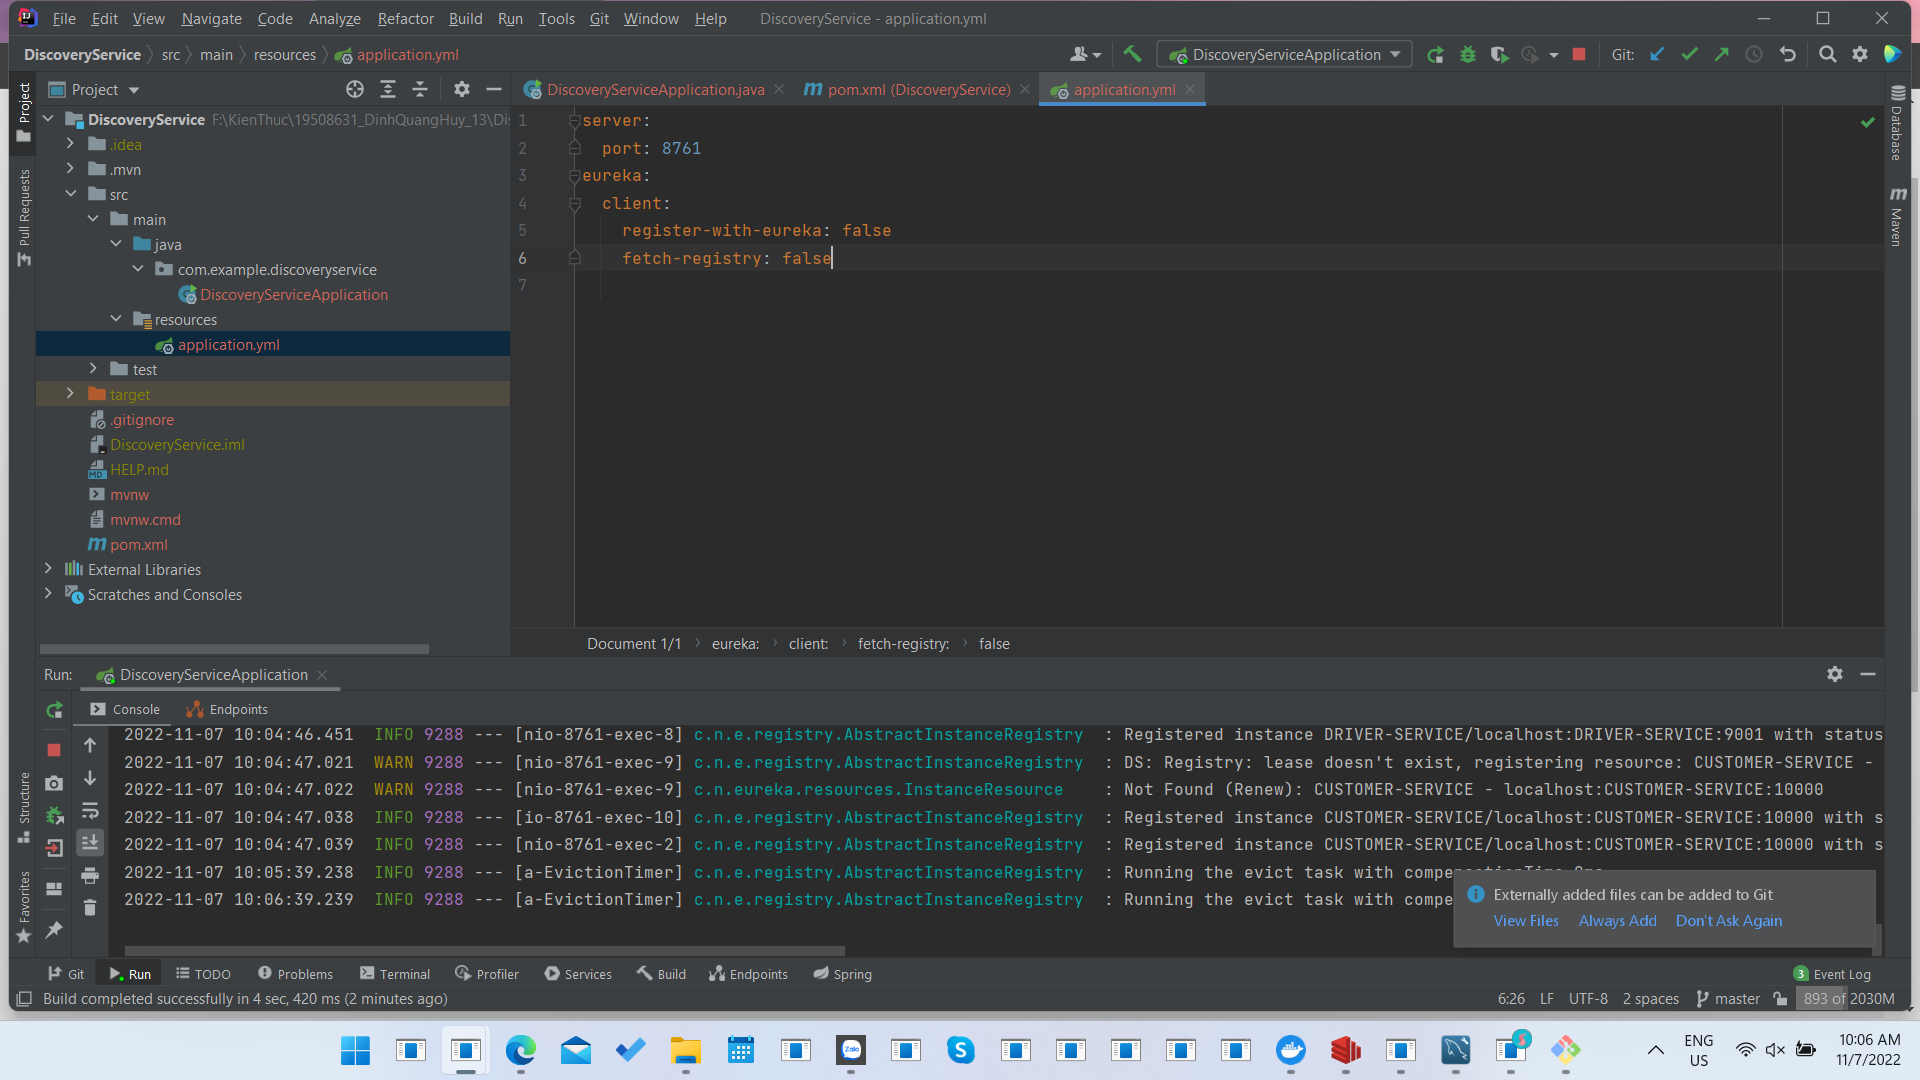 File Edit View Navigate Code Analyze Refactor Build Run Tools Git Window Help DiscoveryService - application.yml
DiscoveryService src main resources application.yml
DiscoveryServiceApplication Git:
Project
DiscoveryServiceApplication.java pom.xml (DiscoveryService) application.yml
Project
Pull Requests
Structure
Favorites
DiscoveryService F:\KienThuc\19508631_DinhQuangHuy_13\Di
.idea
.mvn
src
main
java
com.example.discoveryservice
DiscoveryServiceApplication
resources
application.yml
test
target
.gitignore
DiscoveryService.iml
HELP.md
mvnw
mvnw.cmd
pom.xml
External Libraries
Scratches and Consoles
1 server:
2 port: 8761
3 eureka:
4 client:
5 register-with-eureka: false
6 fetch-registry: false
7
Database
Maven
Document 1/1 eureka: client: fetch-registry: false
Run: DiscoveryServiceApplication
Console Endpoints
2022-11-07 10:04:46.451 INFO 9288 --- [nio-8761-exec-8] c.n.e.registry.AbstractInstanceRegistry : Registered instance DRIVER-SERVICE/localhost:DRIVER-SERVICE:9001 with status
2022-11-07 10:04:47.021 WARN 9288 --- [nio-8761-exec-9] c.n.e.registry.AbstractInstanceRegistry : DS: Registry: lease doesn't exist, registering resource: CUSTOMER-SERVICE -
2022-11-07 10:04:47.022 WARN 9288 --- [nio-8761-exec-9] c.n.eureka.resources.InstanceResource : Not Found (Renew): CUSTOMER-SERVICE - localhost:CUSTOMER-SERVICE:10000
2022-11-07 10:04:47.038 INFO 9288 --- [io-8761-exec-10] c.n.e.registry.AbstractInstanceRegistry : Registered instance CUSTOMER-SERVICE/localhost:CUSTOMER-SERVICE:10000 with s
2022-11-07 10:04:47.039 INFO 9288 --- [nio-8761-exec-2] c.n.e.registry.AbstractInstanceRegistry : Registered instance CUSTOMER-SERVICE/localhost:CUSTOMER-SERVICE:10000 with s
2022-11-07 10:05:39.238 INFO 9288 --- [a-EvictionTimer] c.n.e.registry.AbstractInstanceRegistry : Running the evict task with compensationTime 0ms
2022-11-07 10:06:39.239 INFO 9288 --- [a-EvictionTimer] c.n.e.registry.AbstractInstanceRegistry : Running the evict task with compe
Externally added files can be added to Git
View Files Always Add Don't Ask Again
Git Run TODO Problems Terminal Profiler Services Build Endpoints Spring 3 Event Log
Build completed successfully in 4 sec, 420 ms (2 minutes ago) 6:26 LF UTF-8 2 spaces master 893 of 2030M
Zalo
ENG
US
10:06 AM
11/7/2022